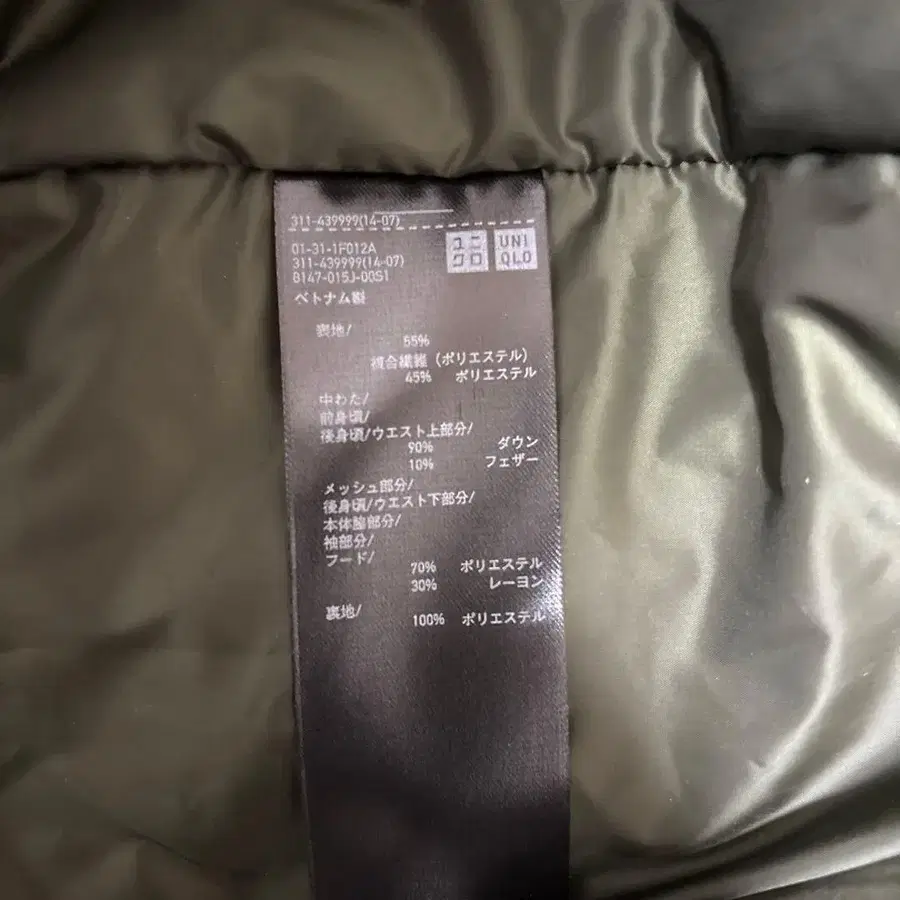 311-439999(14-07)
01-31-1F012A
311-439999(14-07)
8147-015J-00S1
ユニクロ
UNIQLO
ベトナム製
表地/
55%
複合繊維（ポリエステル）
45% ポリエステル
中わた/
前身頃/
後身頃/ウエスト上部分/
90% ダウン
10% フェザー
メッシュ部分/
後身頃/ウエスト下部分/
本体脇部分/
袖部分/
フード/
70% ポリエステル
30% レーヨン
裏地/
100% ポリエステル